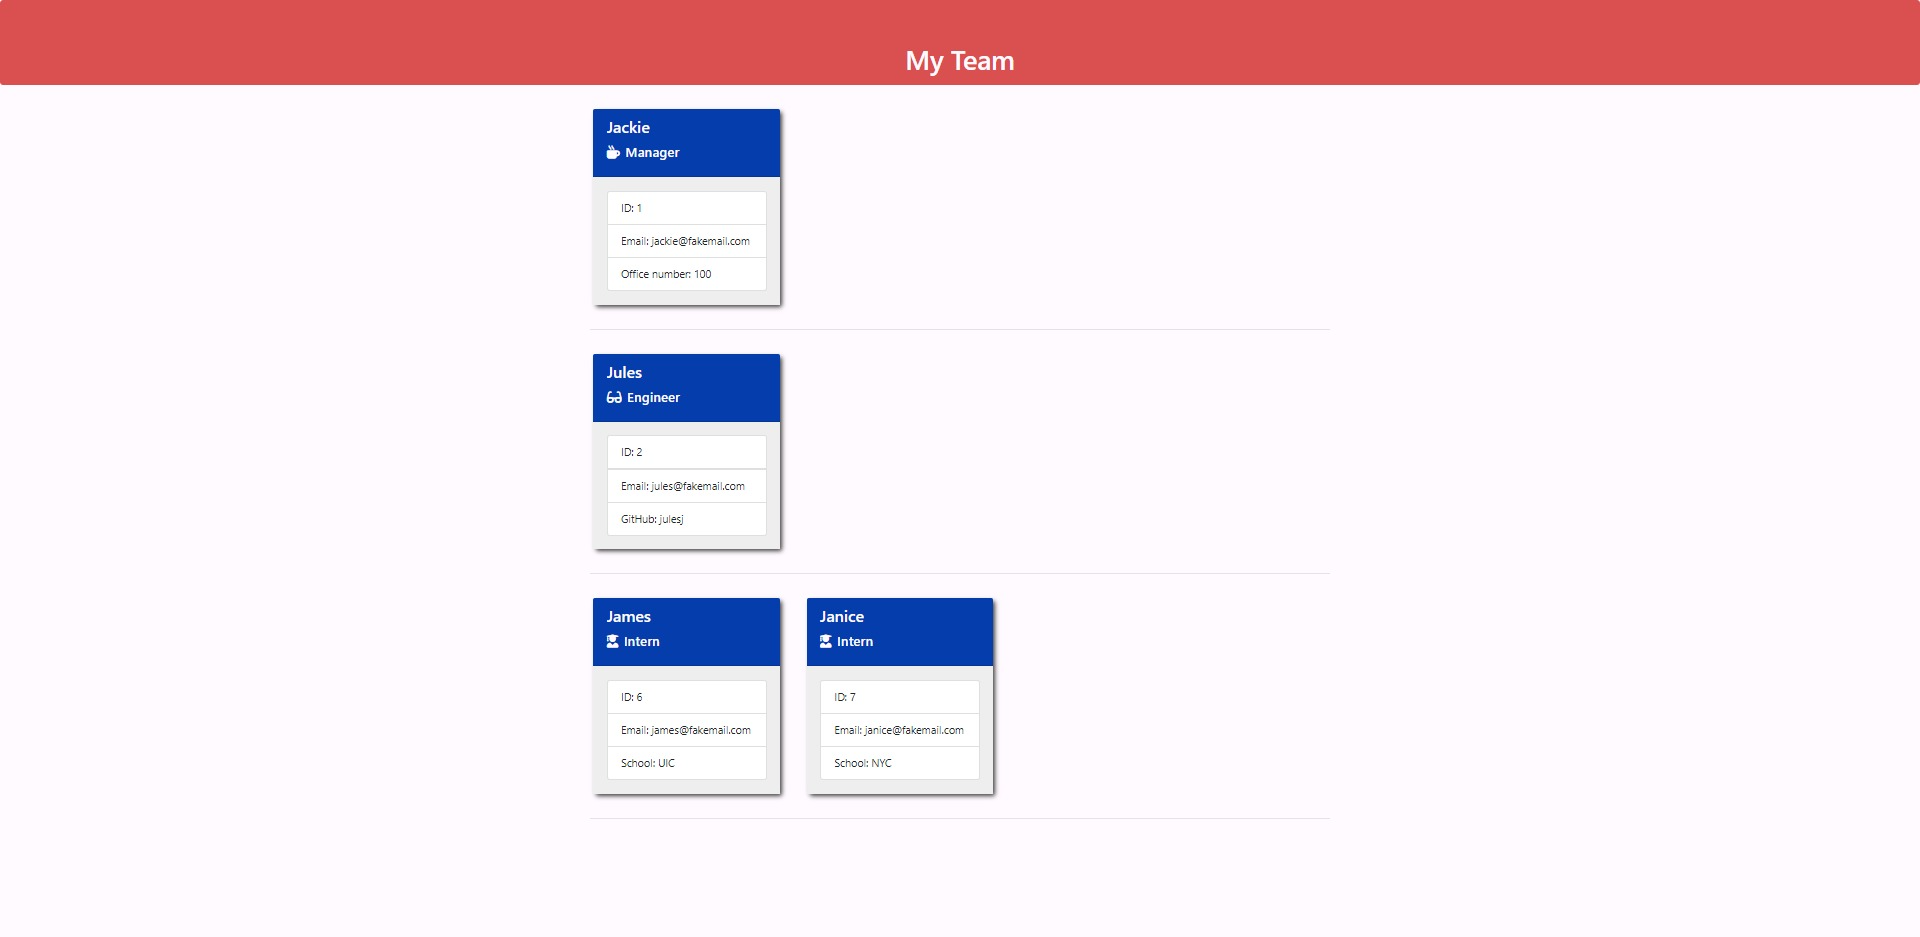 My Team
Jackie
Manager
ID: 1
Email: jackie@fakemail.com
Office number: 100
Jules
Engineer
ID: 2
Email: jules@fakemail.com
GitHub: julesj
James
Intern
ID: 6
Email: james@fakemail.com
School: UIC
Janice
Intern
ID: 7
Email: janice@fakemail.com
School: NYC